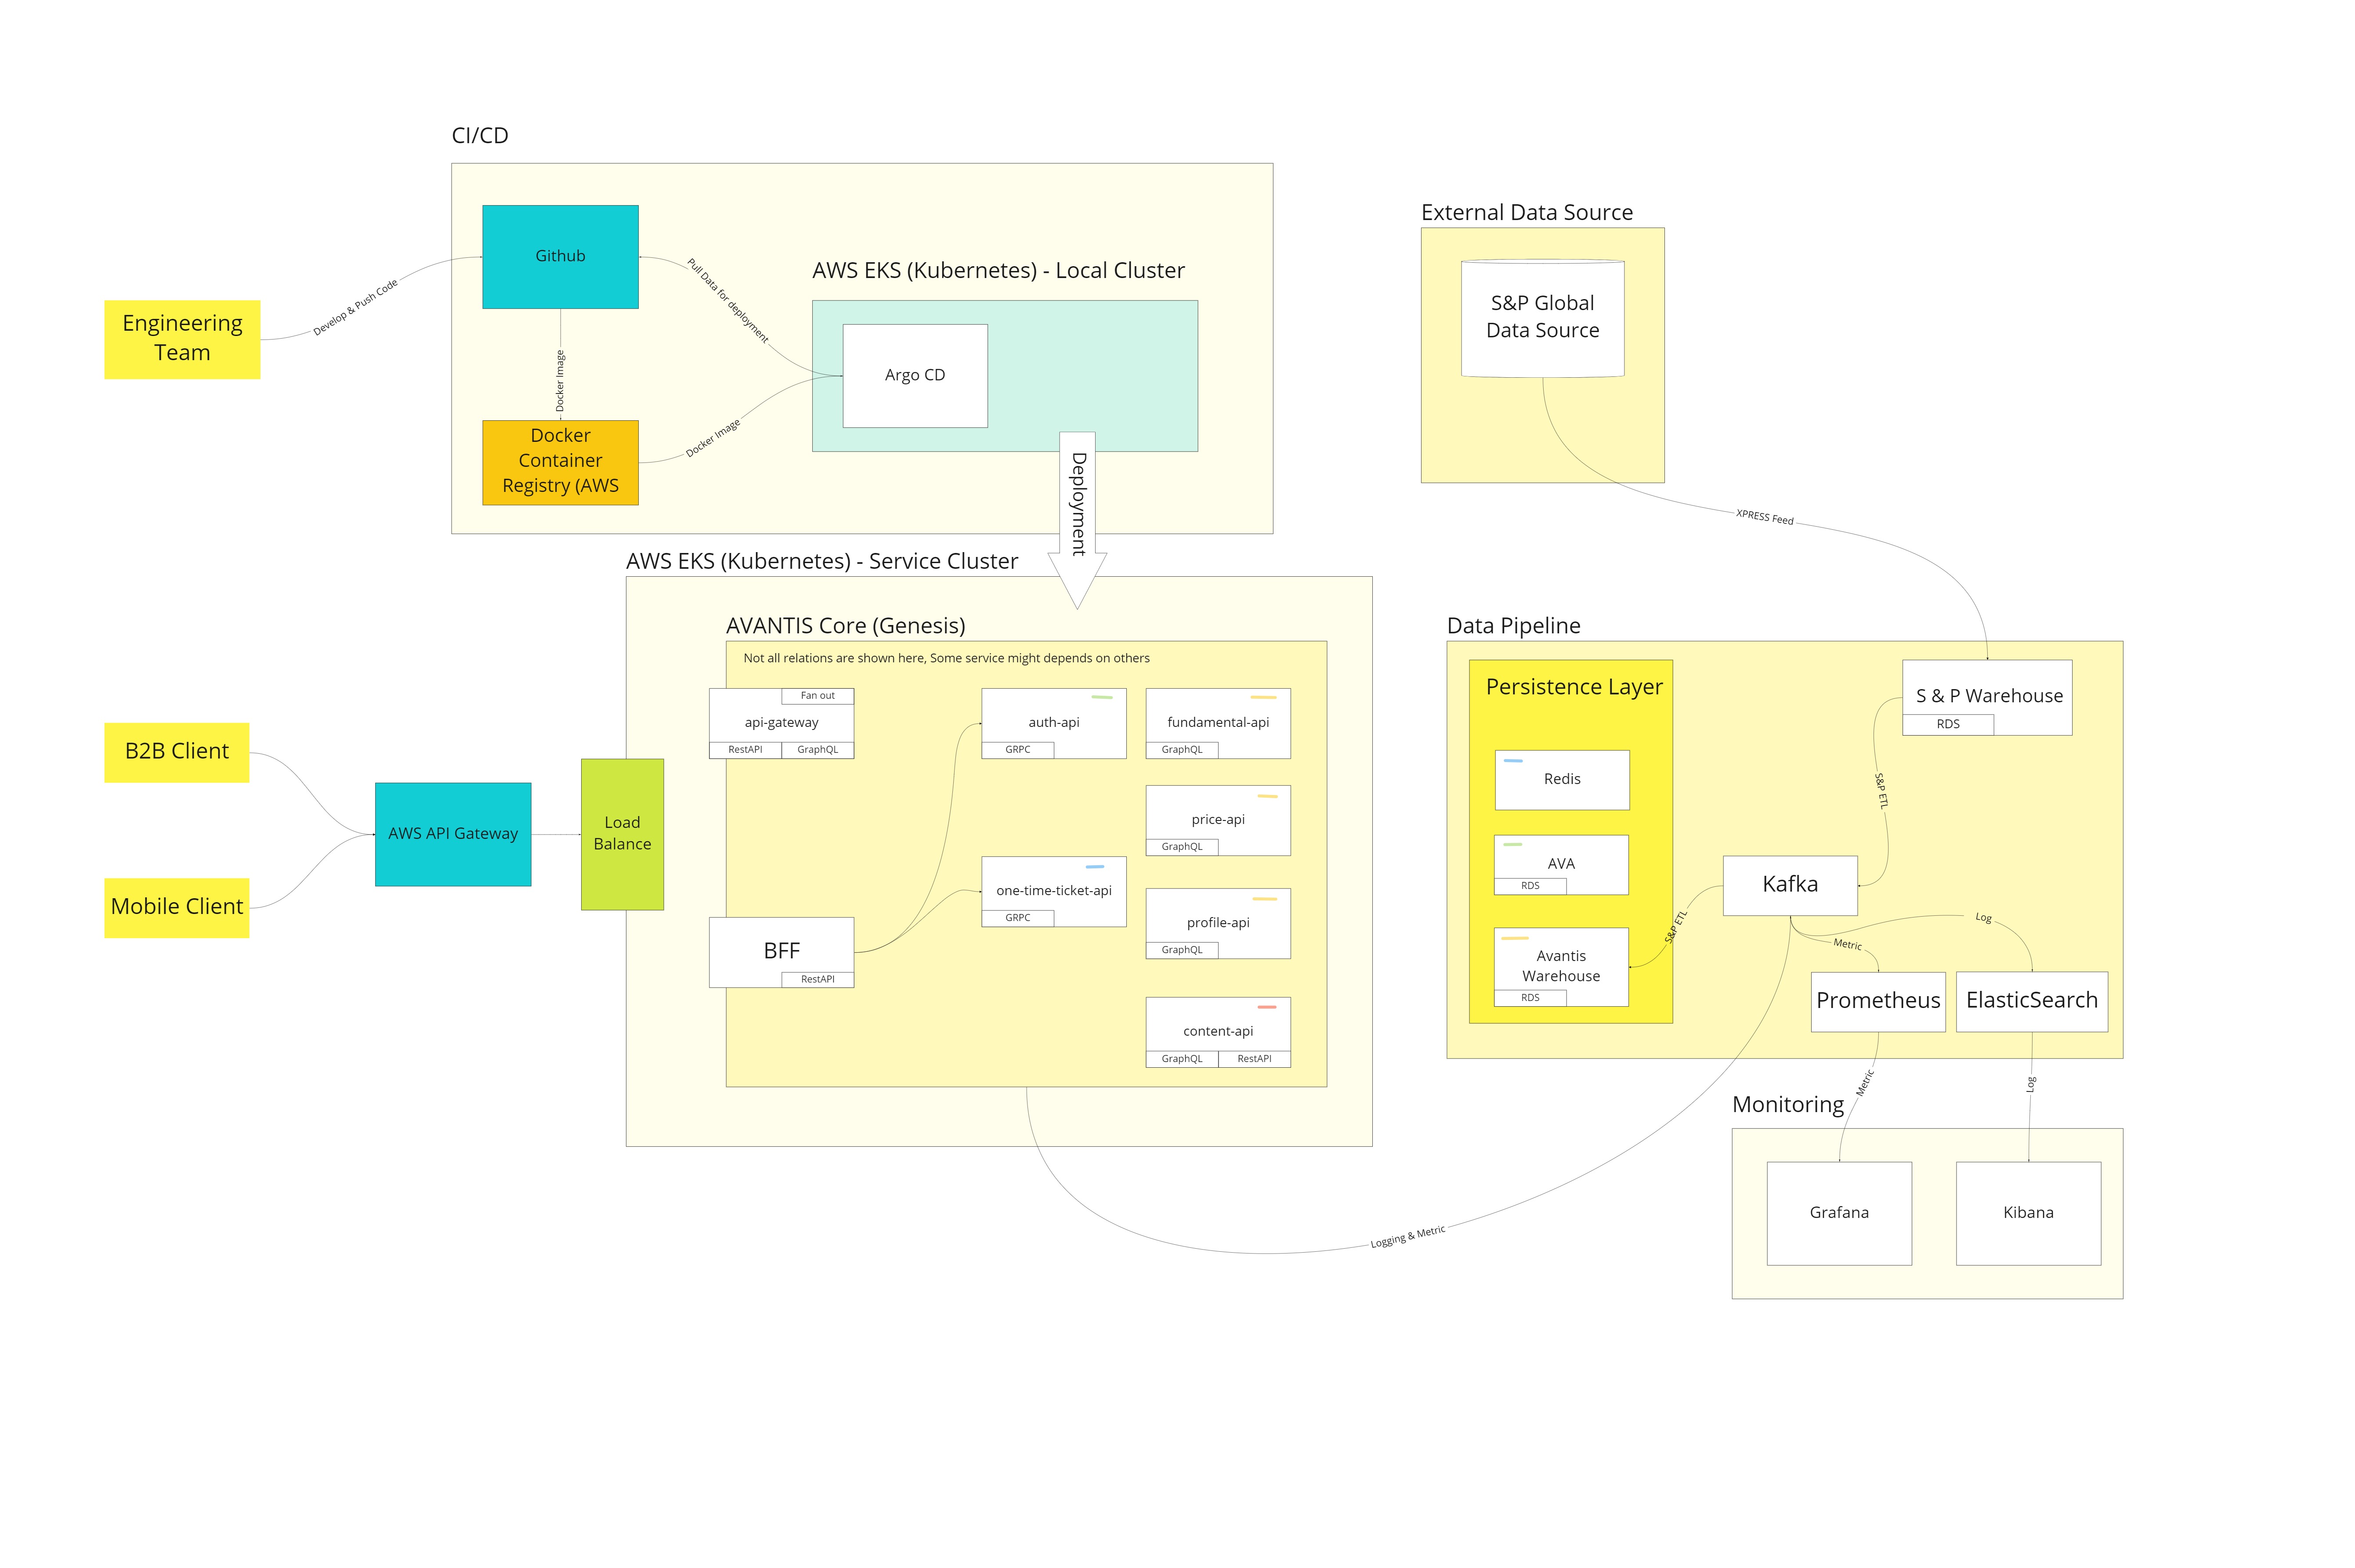 CI/CD
Github
Engineering
Team
Develop & Push Code
Pull Data for deployment
Docker Image
Docker
Container
Registry (AWS
Docker Image
AWS EKS (Kubernetes) - Local Cluster
Argo CD
Deployment
External Data Source
S&P Global
Data Source
XPRESS Feed
AWS EKS (Kubernetes) - Service Cluster
AVANTIS Core (Genesis)
Not all relations are shown here, Some service might depends on others
Fan out
api-gateway
RestAPI
GraphQL
auth-api
GRPC
fundamental-api
GraphQL
price-api
GraphQL
one-time-ticket-api
GRPC
profile-api
GraphQL
BFF
RestAPI
content-api
GraphQL
RestAPI
B2B Client
Mobile Client
AWS API Gateway
Load
Balance
Data Pipeline
Persistence Layer
Redis
AVA
RDS
Avantis
Warehouse
RDS
S & P Warehouse
RDS
S&P ETL
Kafka
S&P ETL
Log
Metric
Prometheus
ElasticSearch
Metric
Log
Monitoring
Grafana
Kibana
Logging & Metric